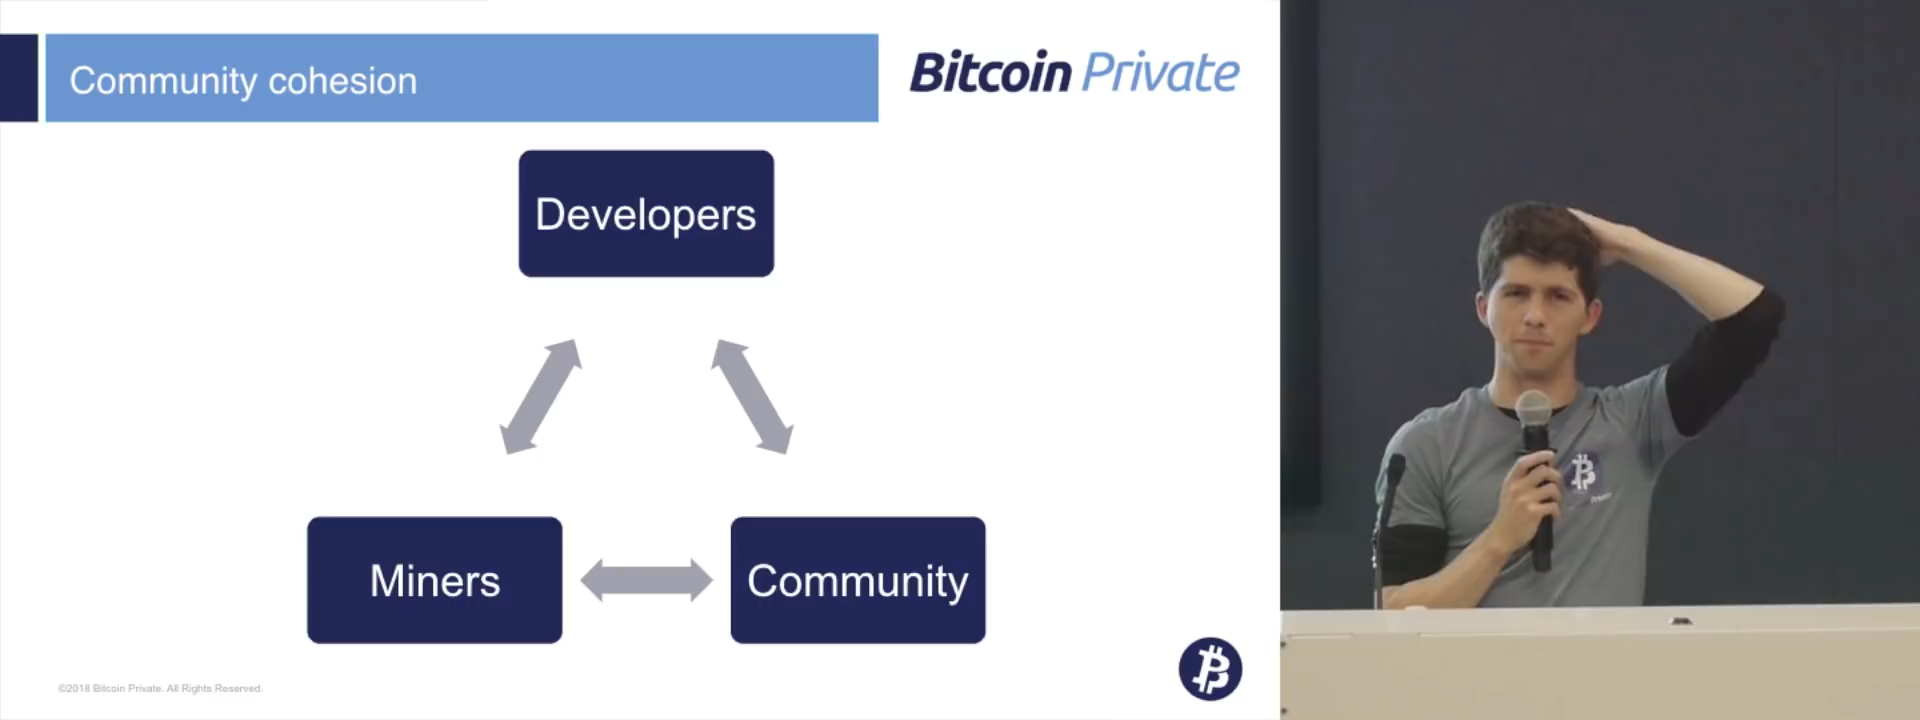 Community cohesion
Bitcoin Private
Developers
Miners
Community
©2018 Bitcoin Private. All Rights Reserved.